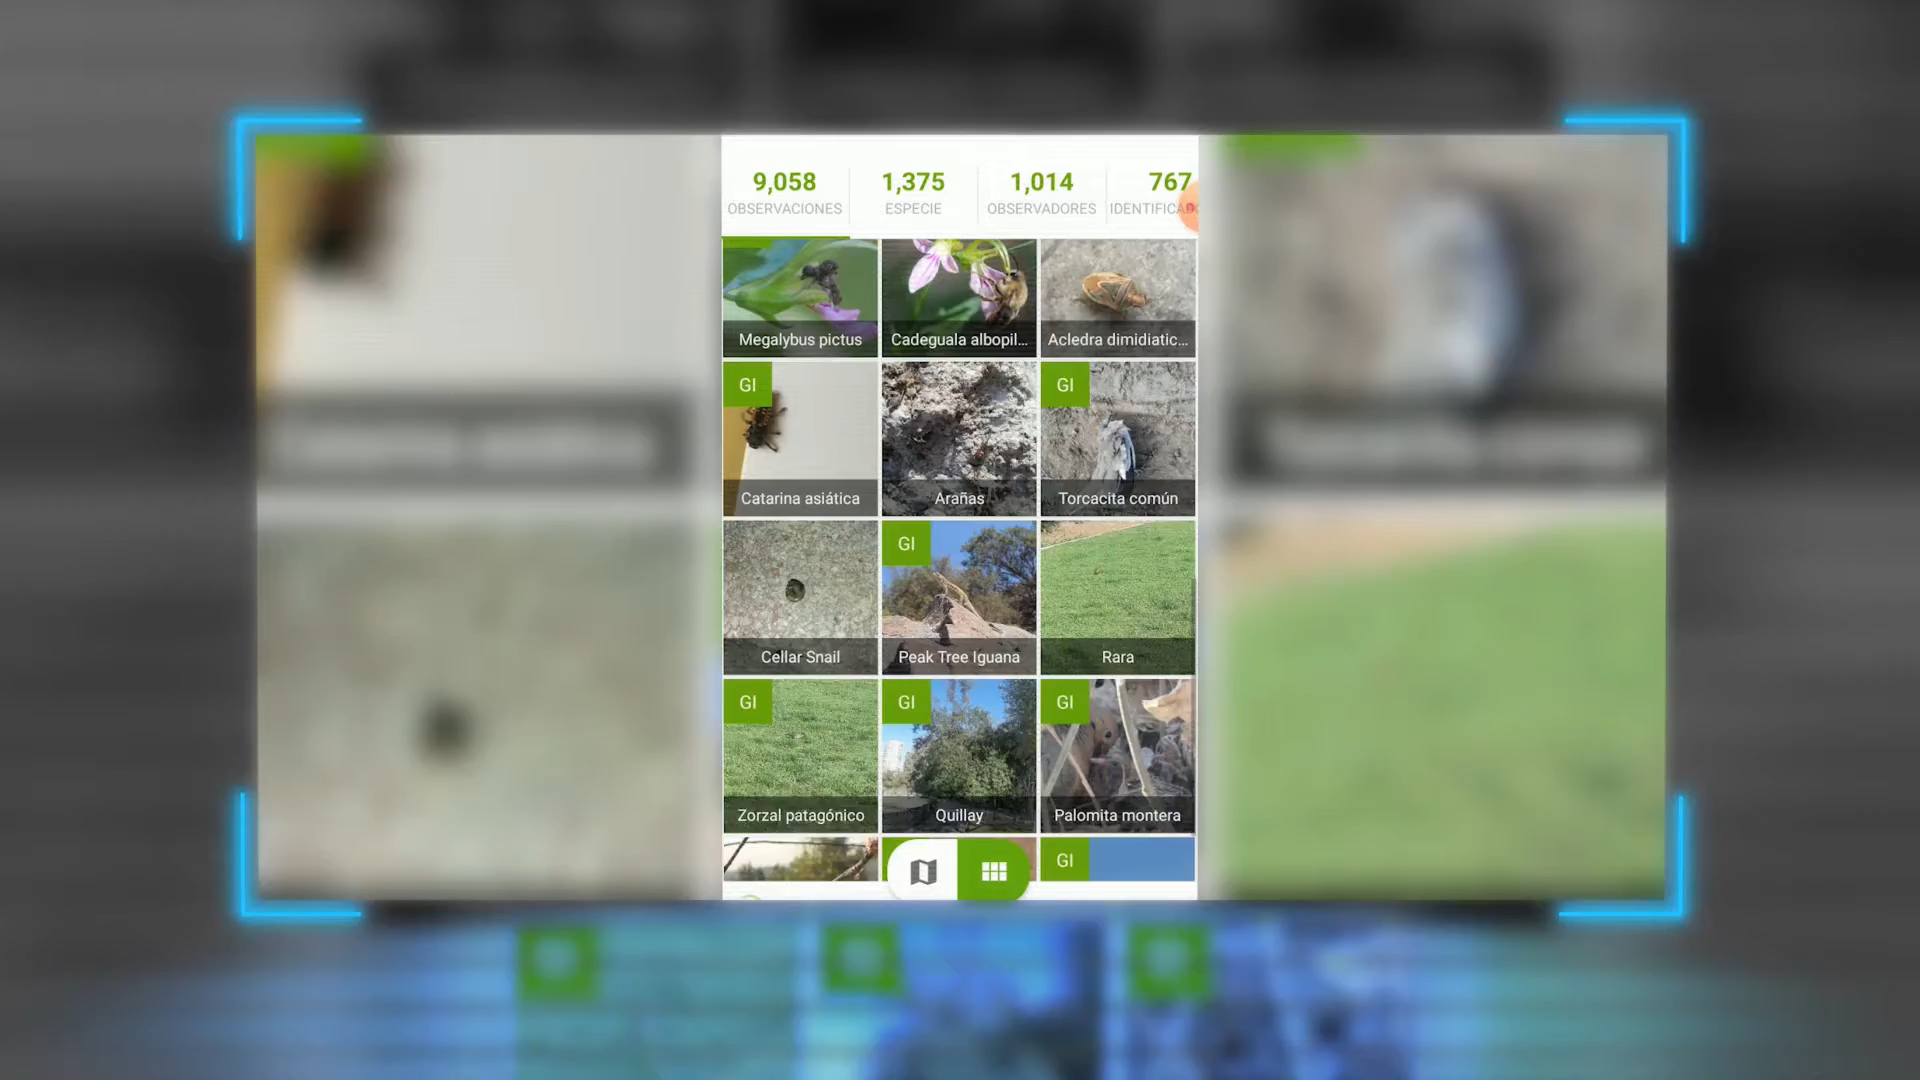 9,058 1,375 1,014 767
OBSERVACIONES ESPECIE OBSERVADORES
Megalybus pictus Cadeguala albopil... Acledra dimidiatic...
GI GI
Catarina asiática Arañas Torcacita común
GI
Cellar Snail Peak Tree Iguana Rara
GI GI GI
Zorzal patagónico Quillay Palomita montera
GI